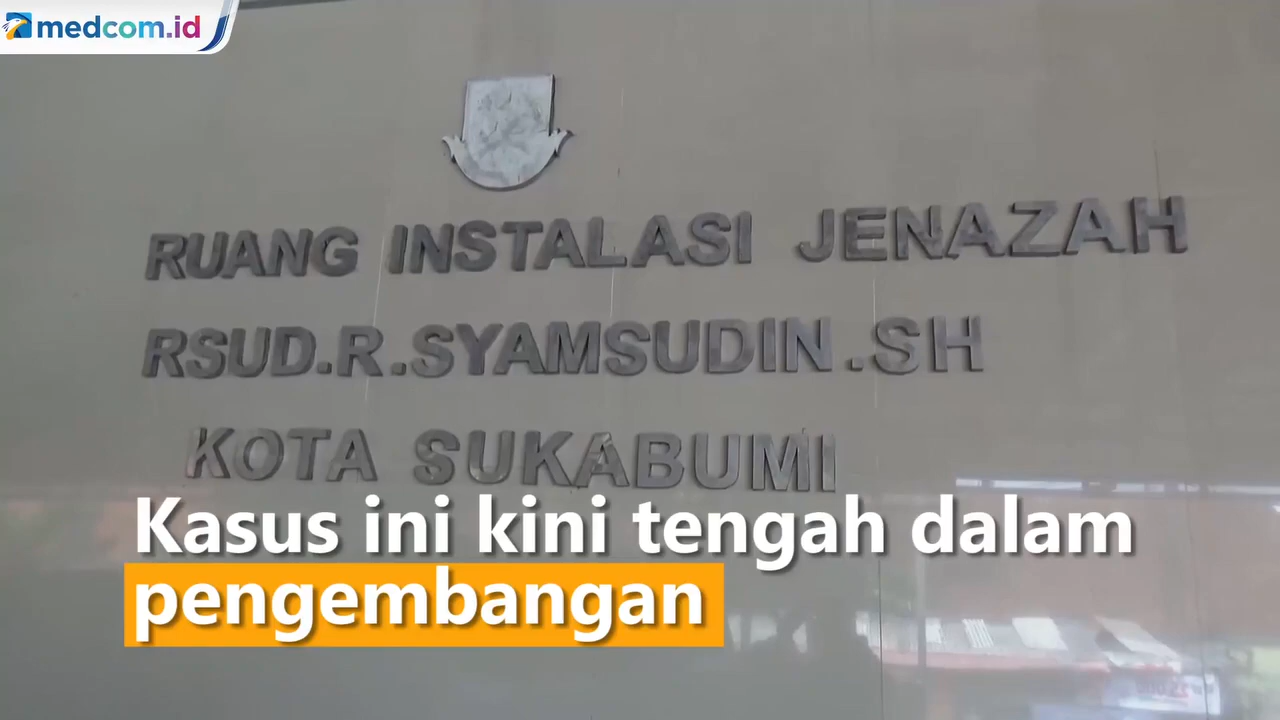 medcom.id
RUANG INSTALASI JENAZAH
RSUD.R.SYAMSUDIN.SH
KOTA SUKABUMI
Kasus ini kini tengah dalam
pengembangan